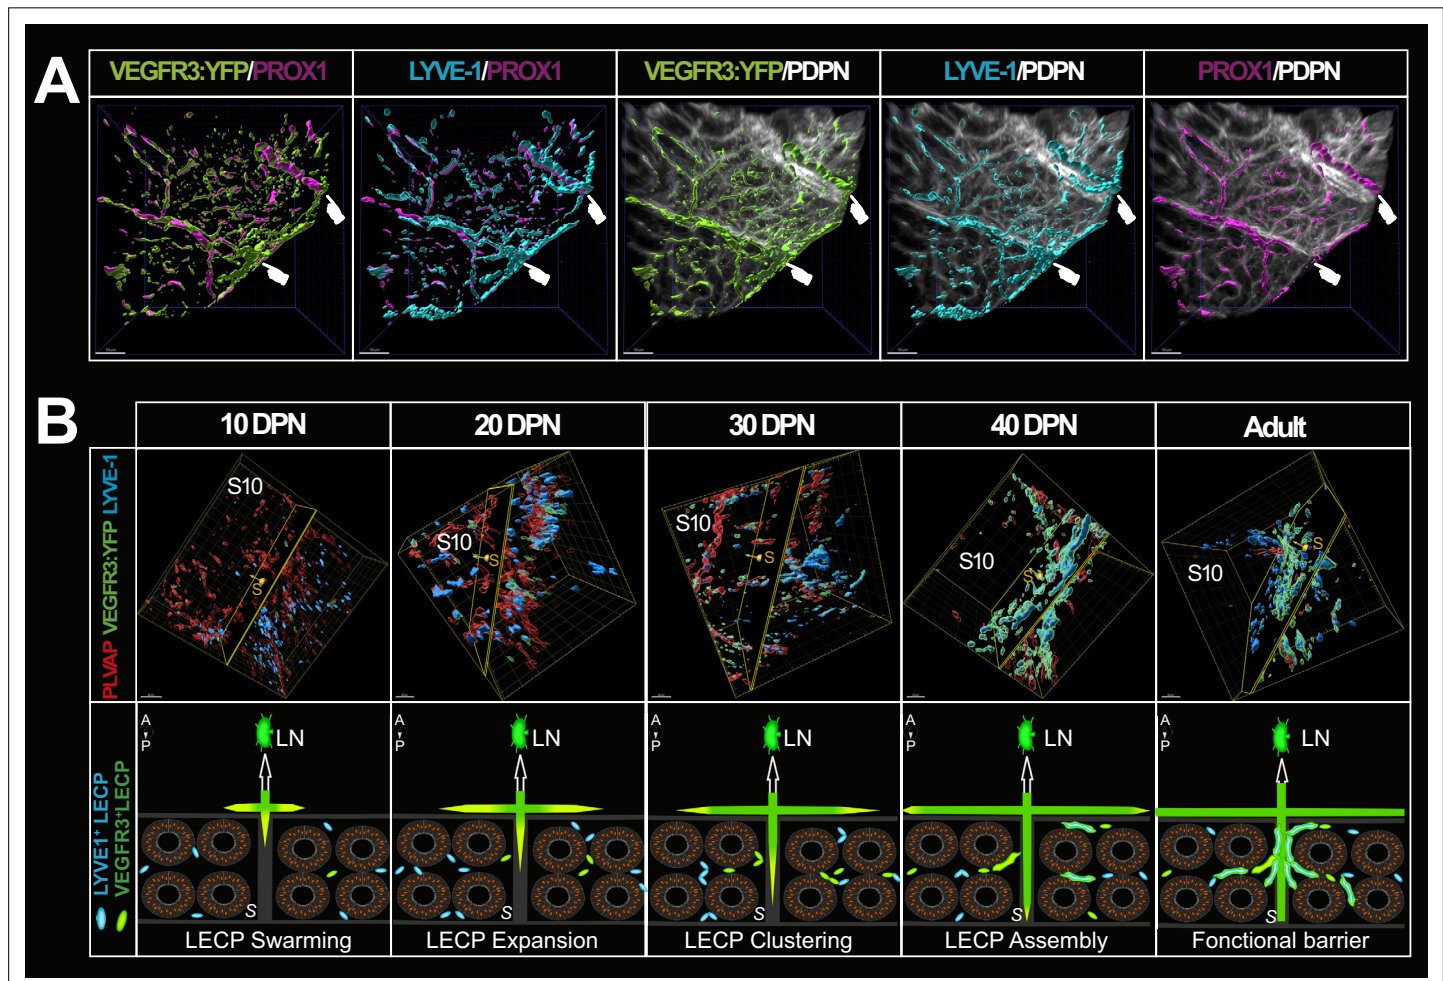 A
VEGFR3:YFP/PROX1
LYVE-1/PROX1
VEGFR3:YFP/PDPN
LYVE-1/PDPN
PROX1/PDPN
B
10 DPN
20 DPN
30 DPN
40 DPN
Adult
PLVAP VEGFR3:YFP LYVE-1
S10
S
S10
S
S10
S
S10
S
S10
S
LYVE1+ LECP
VEGFR3+LECP
A
P
LN
S
LECP Swarming
A
P
LN
S
LECP Expansion
A
P
LN
S
LECP Clustering
A
P
LN
S
LECP Assembly
A
P
LN
S
Fonctional barrier